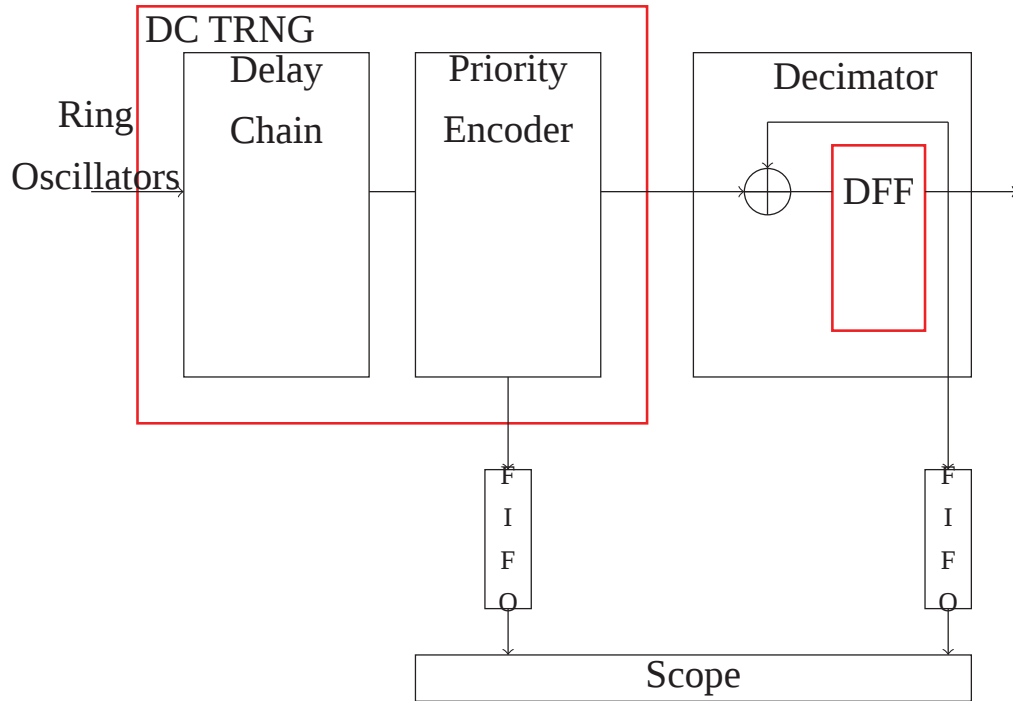 DC TRNG
Delay
Chain
Priority
Encoder
Decimator
Ring
Oscillators
DFF
F
I
F
O
F
I
F
O
Scope